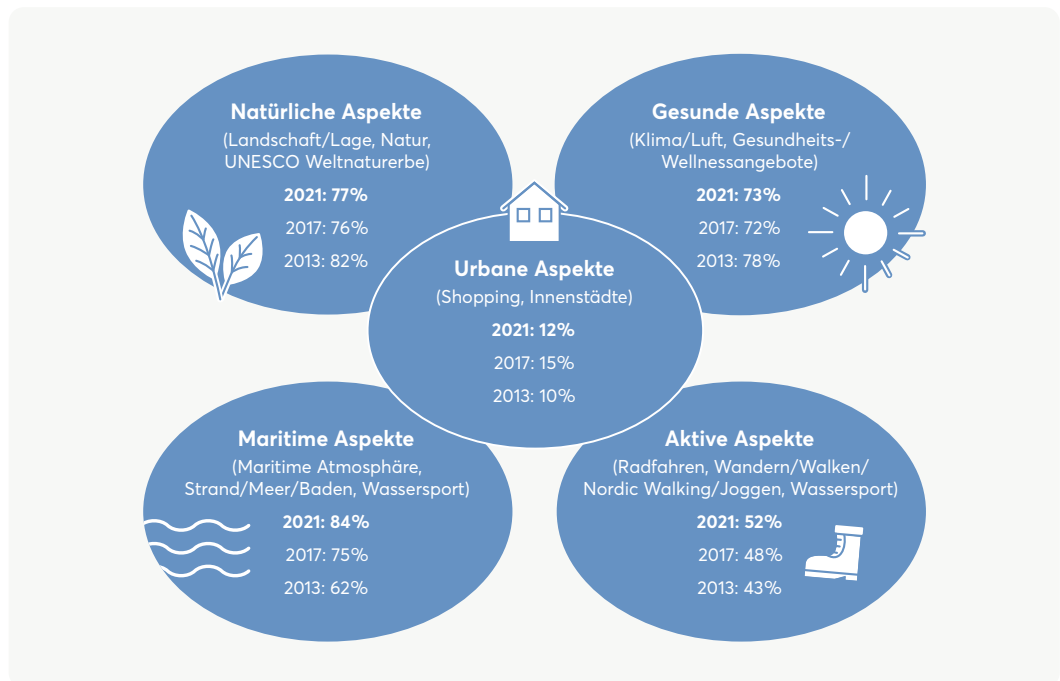 Natürliche Aspekte
(Landschaft/Lage, Natur,
UNESCO Weltnaturerbe)
2021: 77%
2017: 76%
2013: 82%
Gesunde Aspekte
(Klima/Luft, Gesundheits-/
Wellnessangebote)
2021: 73%
2017: 72%
2013: 78%
Urbane Aspekte
(Shopping, Innenstädte)
2021: 12%
2017: 15%
2013: 10%
Maritime Aspekte
(Maritime Atmosphäre,
Strand/Meer/Baden, Wassersport)
2021: 84%
2017: 75%
2013: 62%
Aktive Aspekte
(Radfahren, Wandern/Walken/
Nordic Walking/Joggen, Wassersport)
2021: 52%
2017: 48%
2013: 43%